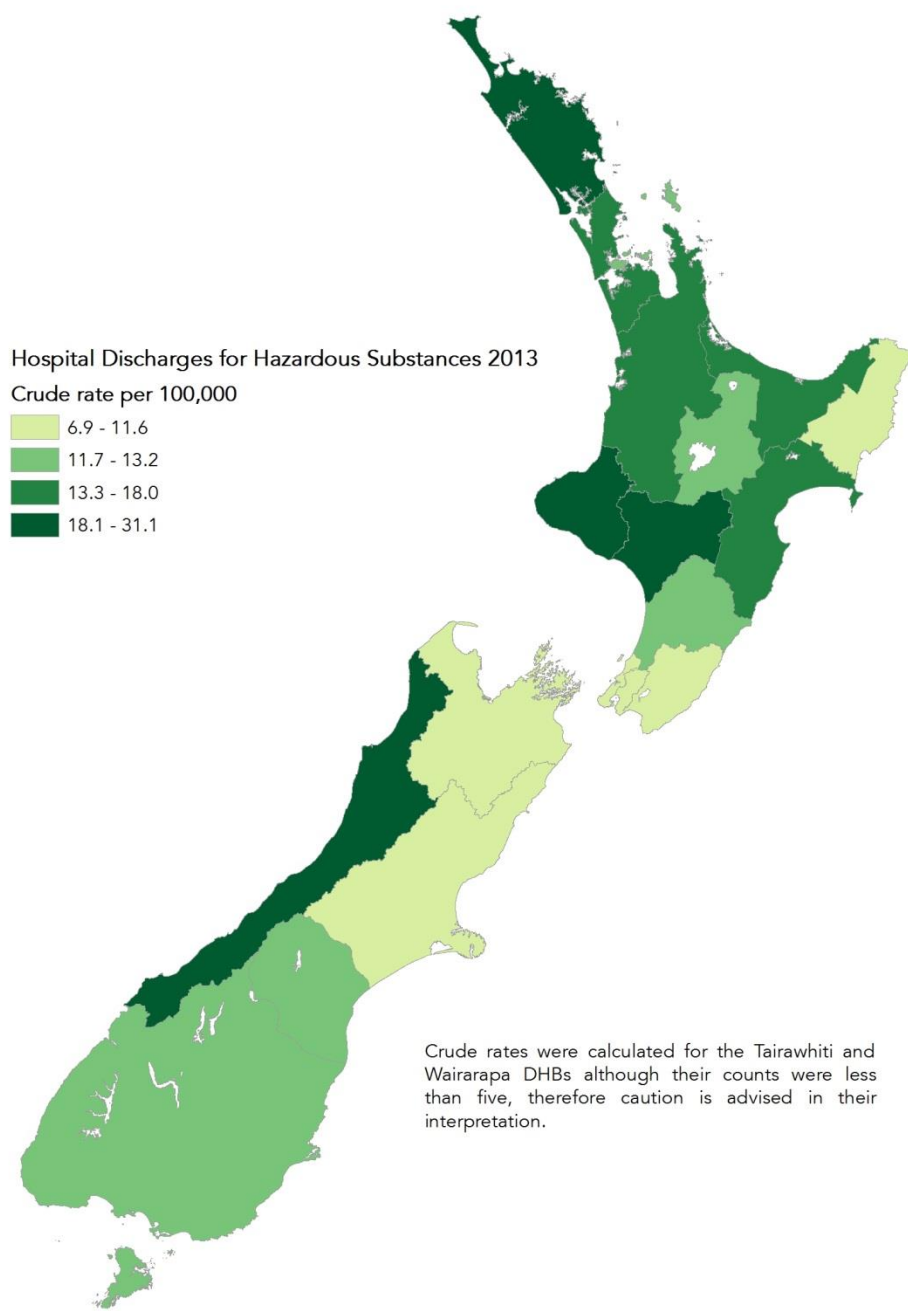 Hospital Discharges for Hazardous Substances 2013
Crude rate per 100,000
6.9 - 11.6
11.7 - 13.2
13.3 - 18.0
18.1 - 31.1
Crude rates were calculated for the Tairawhiti and
Wairarapa DHBs although their counts were less
than five, therefore caution is advised in their
interpretation.